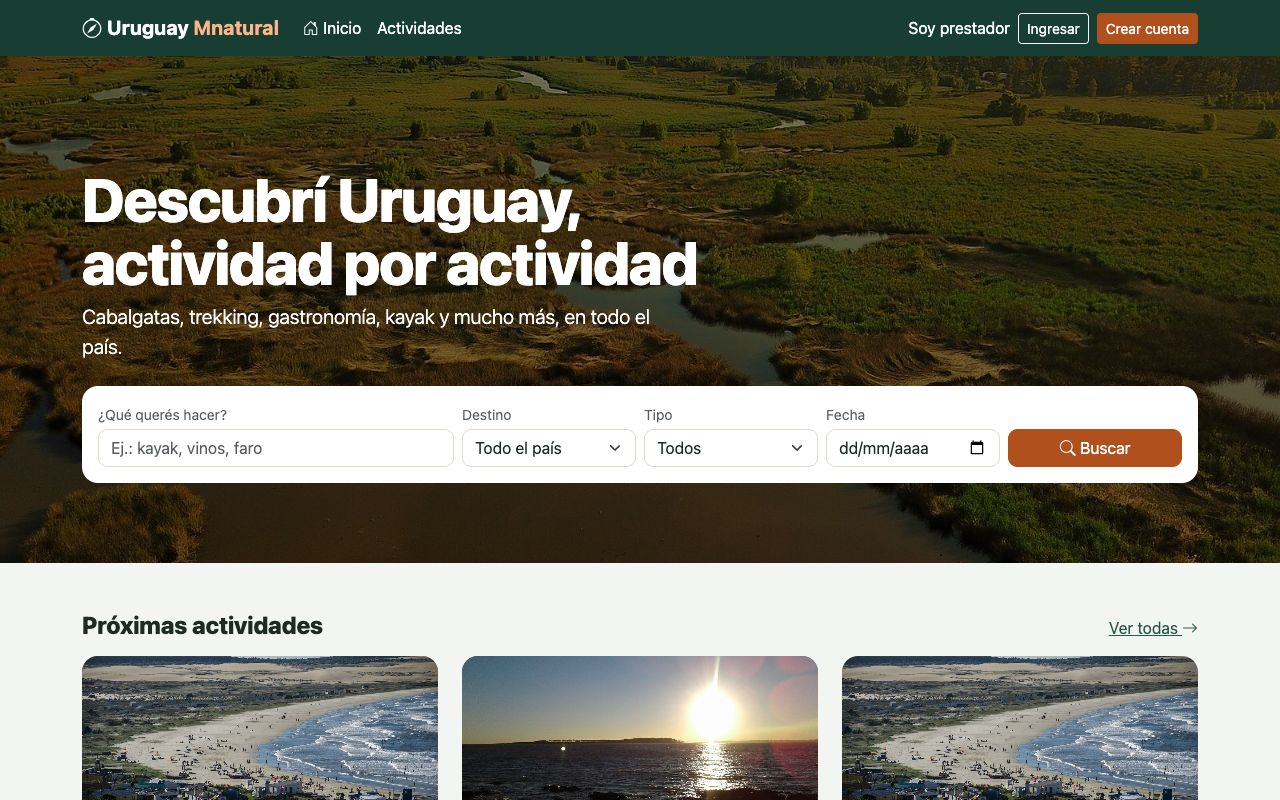 Uruguay Mnatural
Inicio
Actividades
Soy prestador
Ingresar
Crear cuenta
Descubrí Uruguay,
actividad por actividad
Cabalgatas, trekking, gastronomía, kayak y mucho más, en todo el
país.
¿Qué querés hacer?
Destino
Tipo
Fecha
Ej.: kayak, vinos, faro
Todo el país
Todos
dd/mm/aaaa
Buscar
Próximas actividades
Ver todas